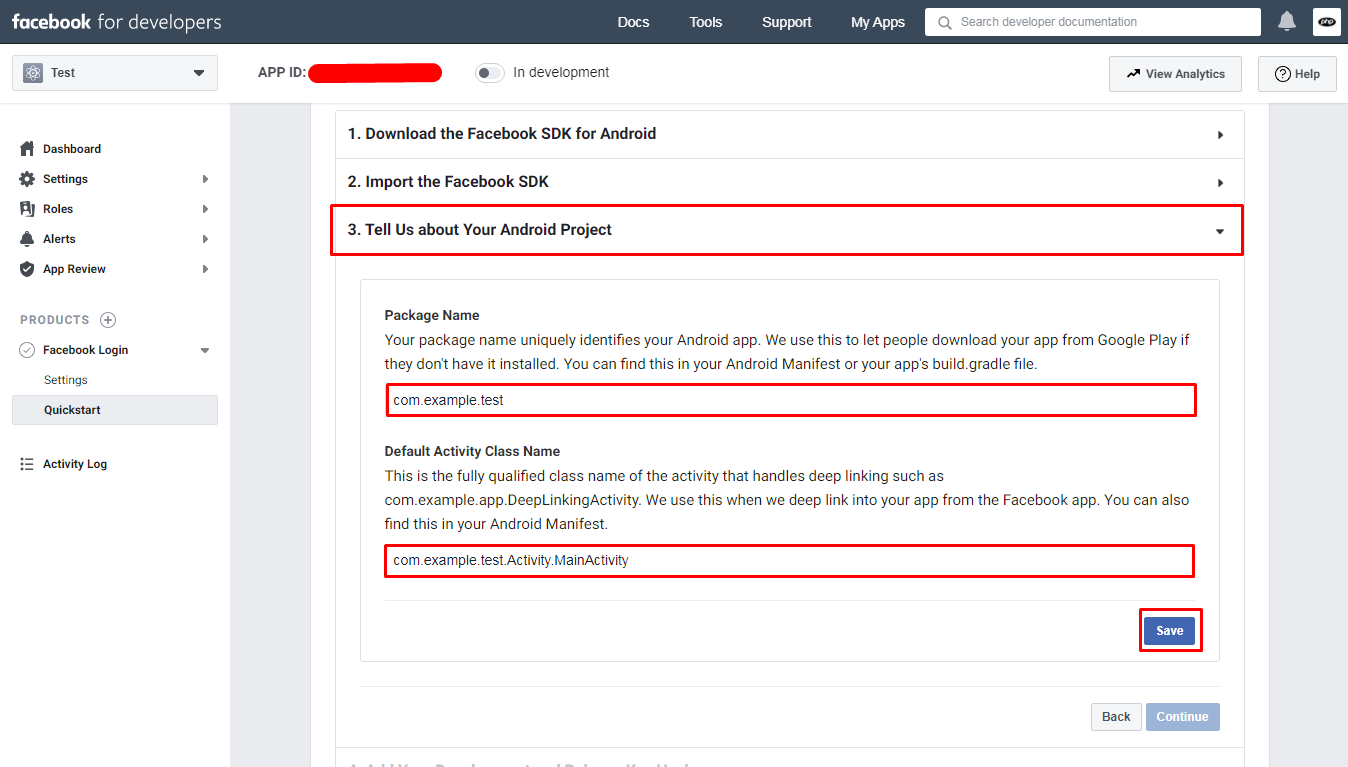 facebook for developers
Docs
Tools
Support
My Apps
Search developer documentation
php
Test
APP ID:
In development
View Analytics
Help
Dashboard
Settings
Roles
Alerts
App Review
PRODUCTS
Facebook Login
Settings
Quickstart
Activity Log
1. Download the Facebook SDK for Android
2. Import the Facebook SDK
3. Tell Us about Your Android Project
Package Name
Your package name uniquely identifies your Android app. We use this to let people download your app from Google Play if
they don't have it installed. You can find this in your Android Manifest or your app's build.gradle file.
com.example.test
Default Activity Class Name
This is the fully qualified class name of the activity that handles deep linking such as
com.example.app.DeepLinkingActivity. We use this when we deep link into your app from the Facebook app. You can also
find this in your Android Manifest.
com.example.test.Activity.MainActivity
Save
Back
Continue